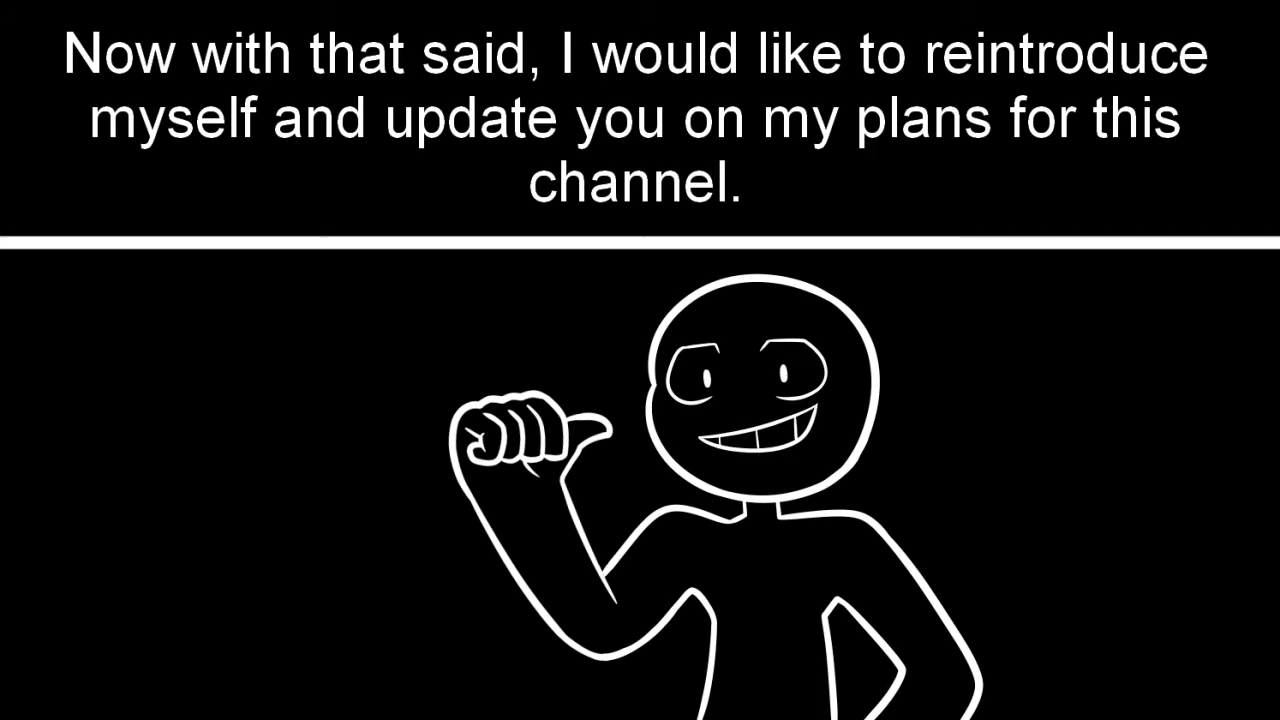 Now with that said, I would like to reintroduce
myself and update you on my plans for this
channel.